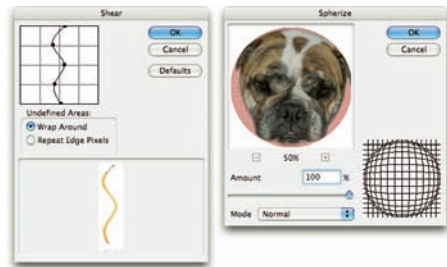 Shear
OK
Cancel
Defaults
Undefined Areas:
Wrap Around
Repeat Edge Pixels
Spherize
OK
Cancel
50%
Amount 100 %
Mode Normal